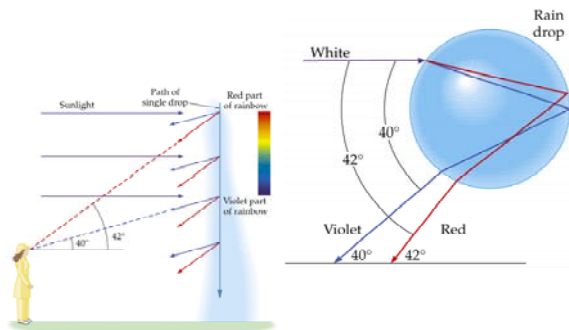 Sunlight
Path of
single drop
Red part
of rainbow
Violet part
of rainbow
40°
42°
Rain
drop
White
40°
42°
Violet
Red
40°
42°